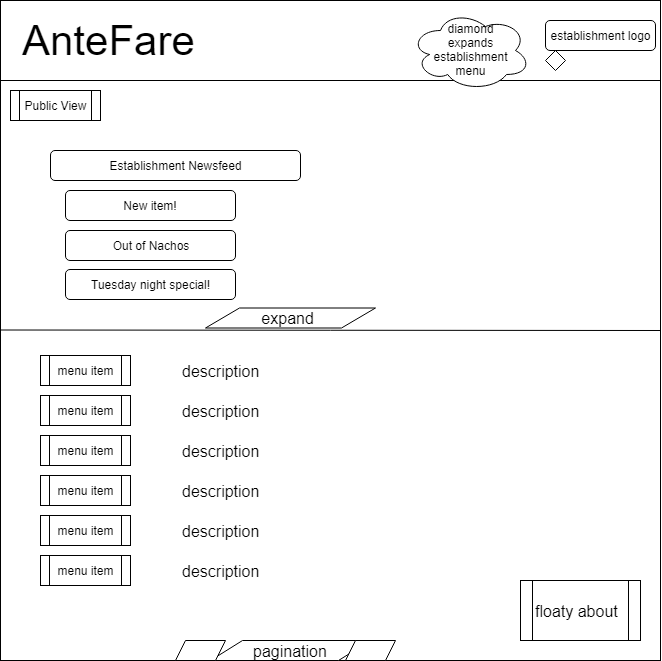 AnteFare
diamond
expands
establishment
menu
establishment logo
Public View
Establishment Newsfeed
New item!
Out of Nachos
Tuesday night special!
expand
menu item description
menu item description
menu item description
menu item description
menu item description
menu item description
floaty about
pagination